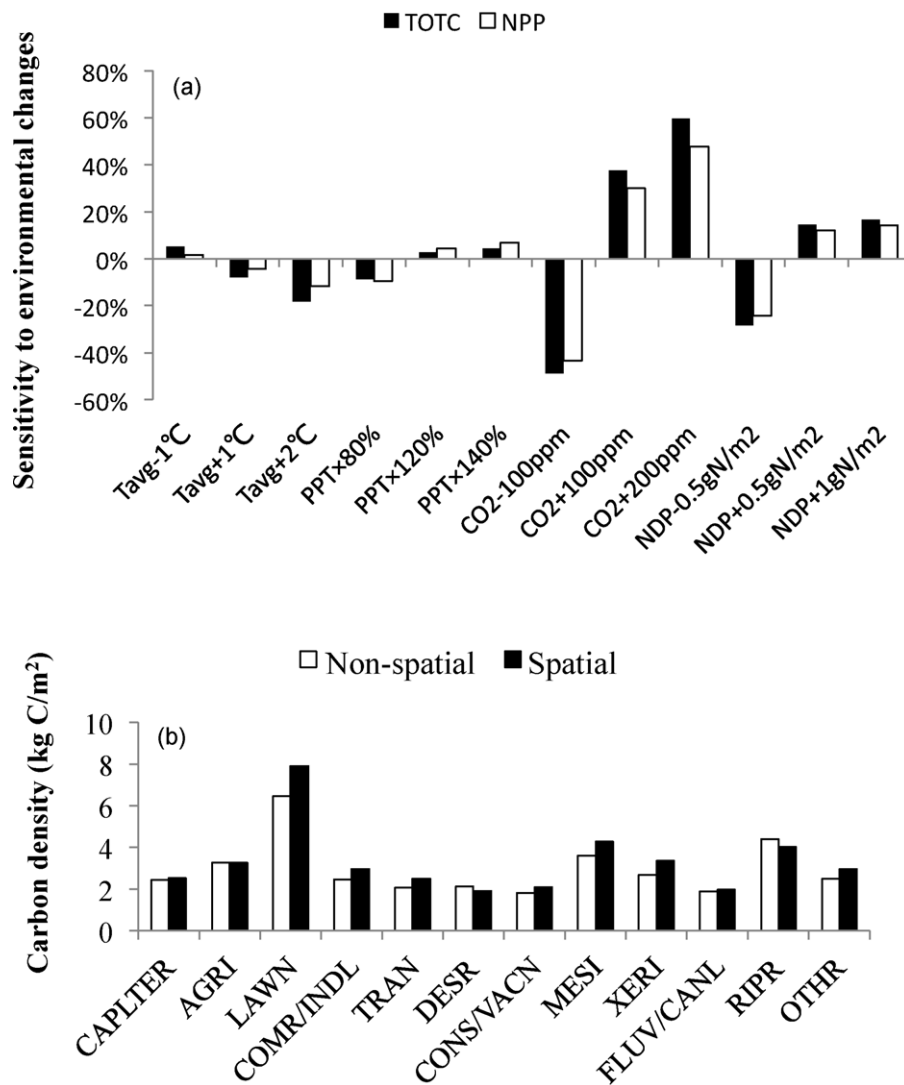 TOTC NPP
Sensitivity to environmental changes
(a)
80%
60%
40%
20%
0%
-20%
-40%
-60%
Tavg-1℃
Tavg+1℃
Tavg+2℃
PPT×80%
PPT×120%
PPT×140%
CO2-100ppm
CO2+100ppm
CO2+200ppm
NDP-0.5gN/m2
NDP+0.5gN/m2
NDP+1gN/m2
Non-spatial Spatial
Carbon density (kg C/m²)
(b)
10
8
6
4
2
0
CAPLTER
AGRI
LAWN
COMR/INDL
TRAN
DESR
CONS/VACN
MESI
XERI
FLUV/CANL
RIPR
OTHR